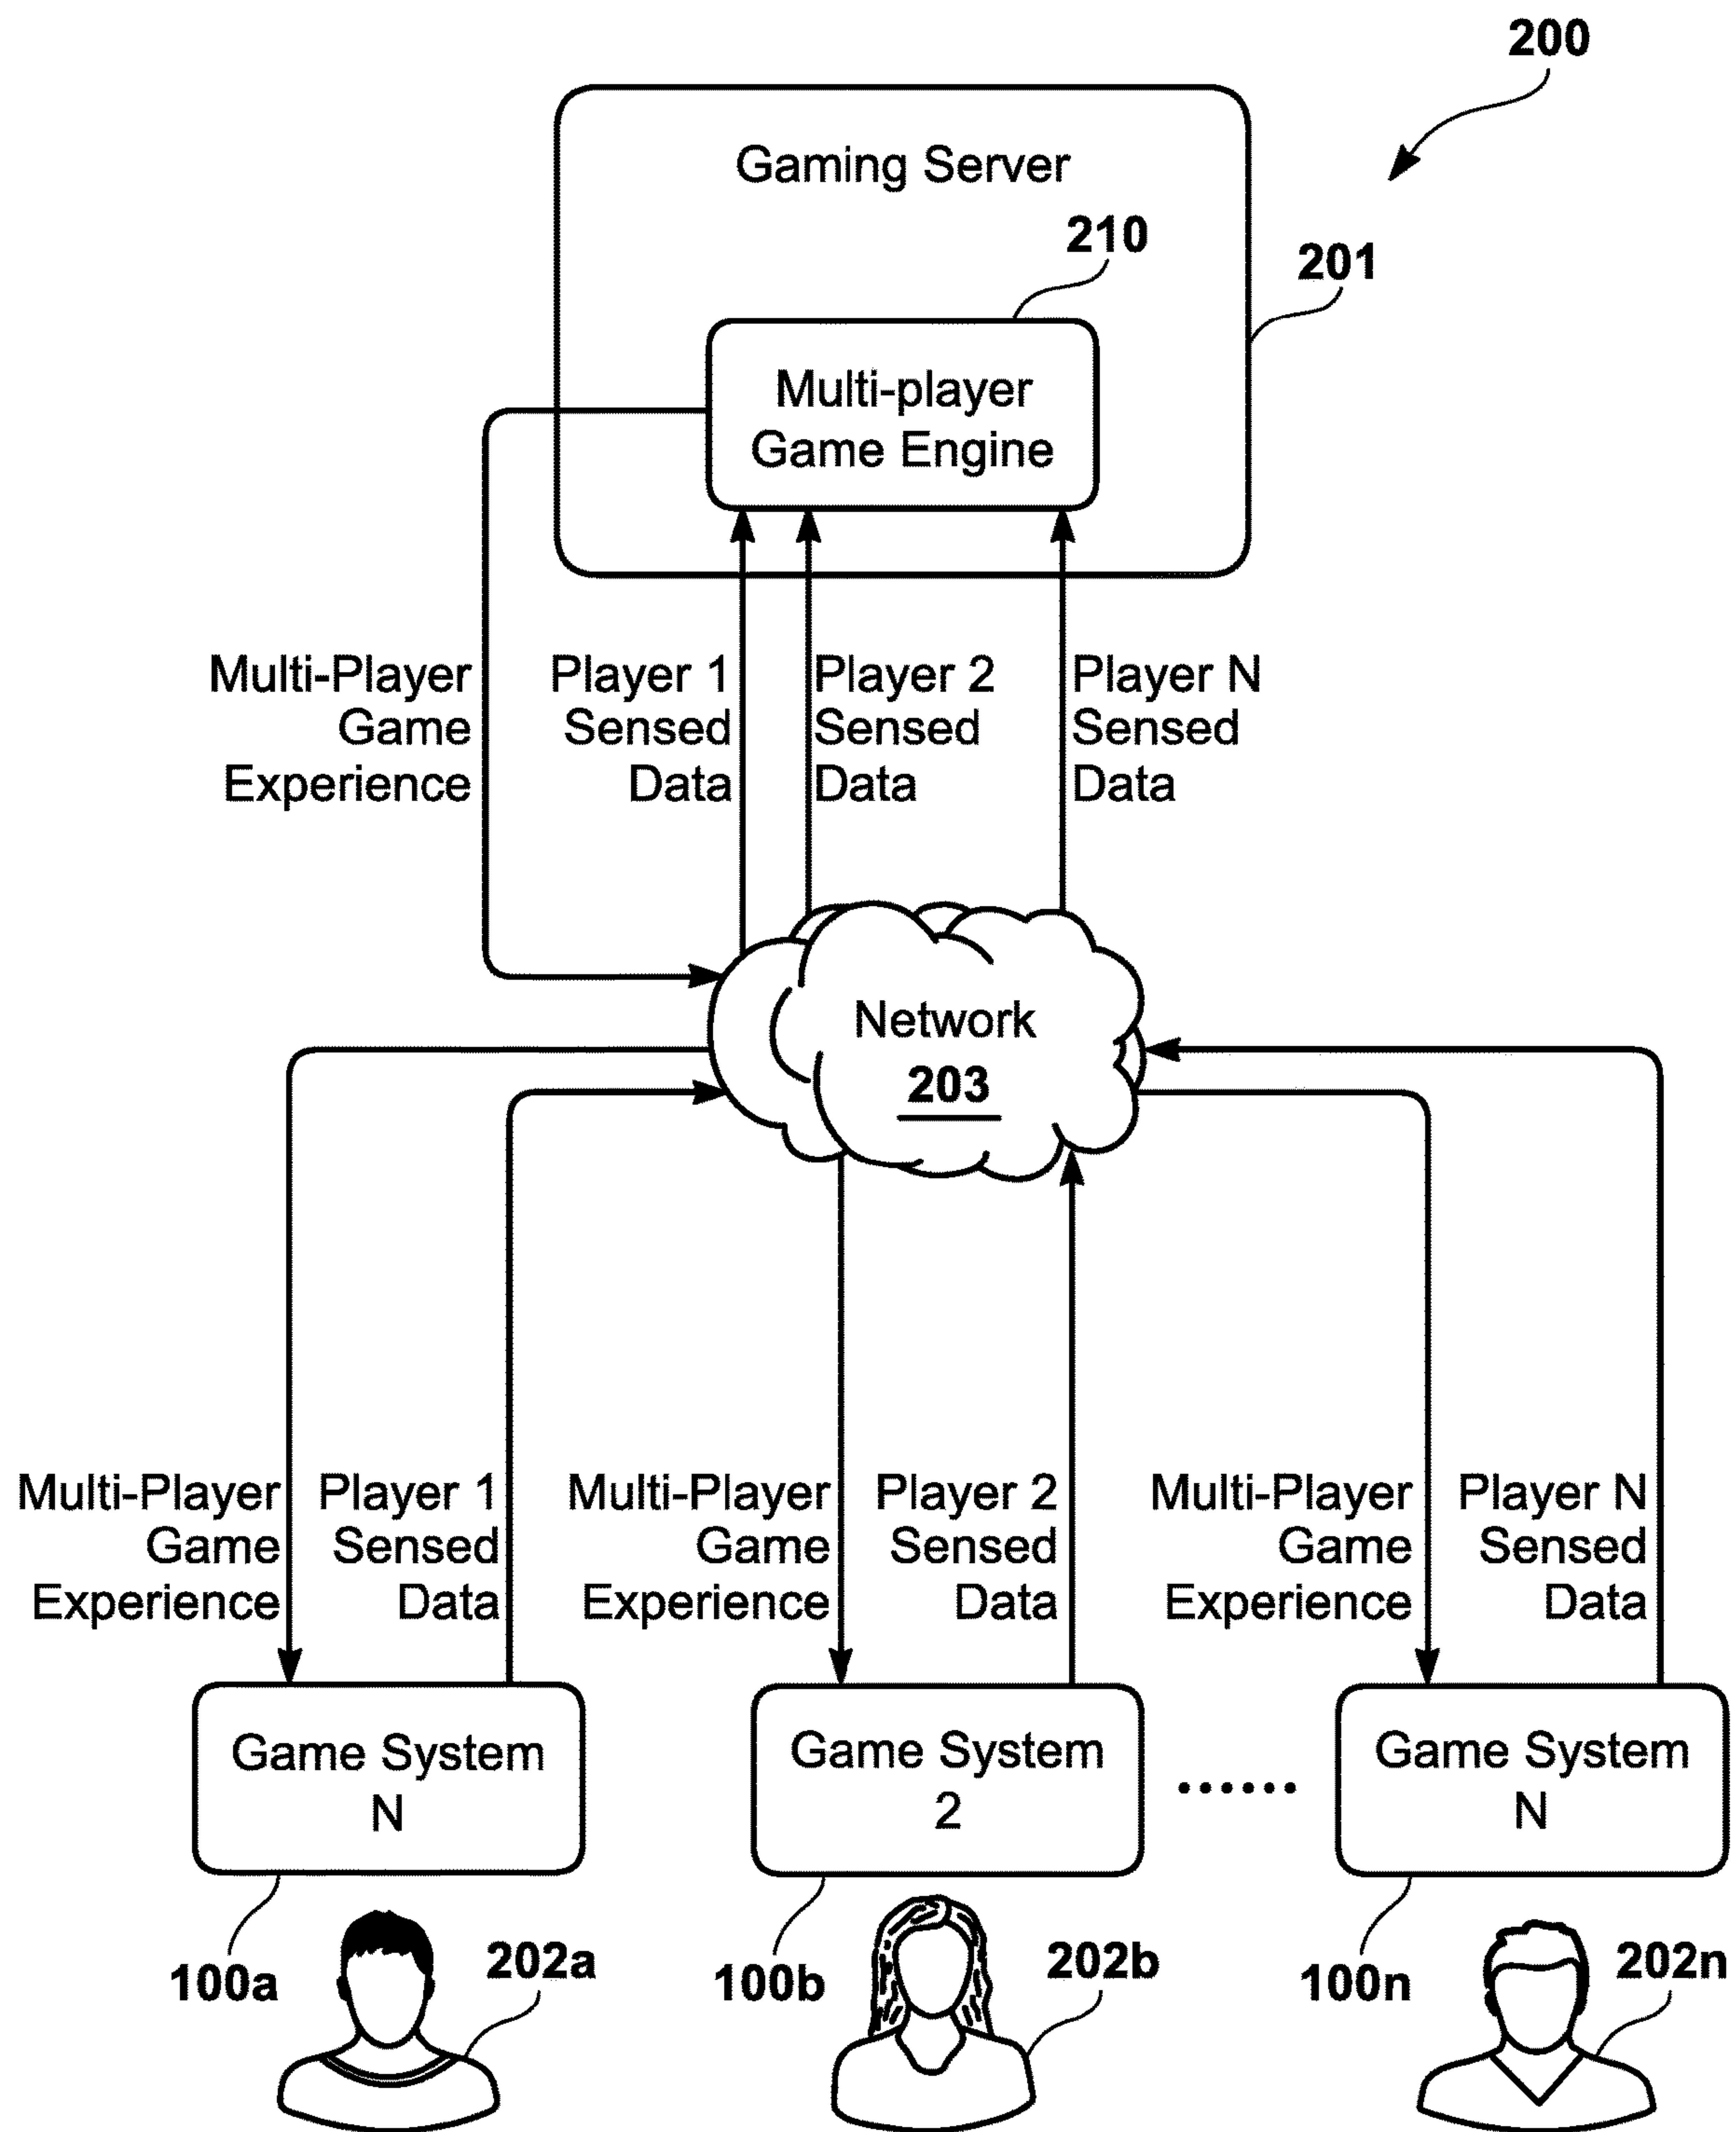 200
Gaming Server
210
201
Multi-player
Game Engine
Multi-Player
Game
Experience
Player 1
Sensed
Data
Player 2
Sensed
Data
Player N
Sensed
Data
Network
203
Multi-Player
Game
Experience
Player 1
Sensed
Data
Multi-Player
Game
Experience
Player 2
Sensed
Data
Multi-Player
Game
Experience
Player N
Sensed
Data
Game System
N
Game System
2
......
Game System
N
100a
202a
100b
202b
100n
202n